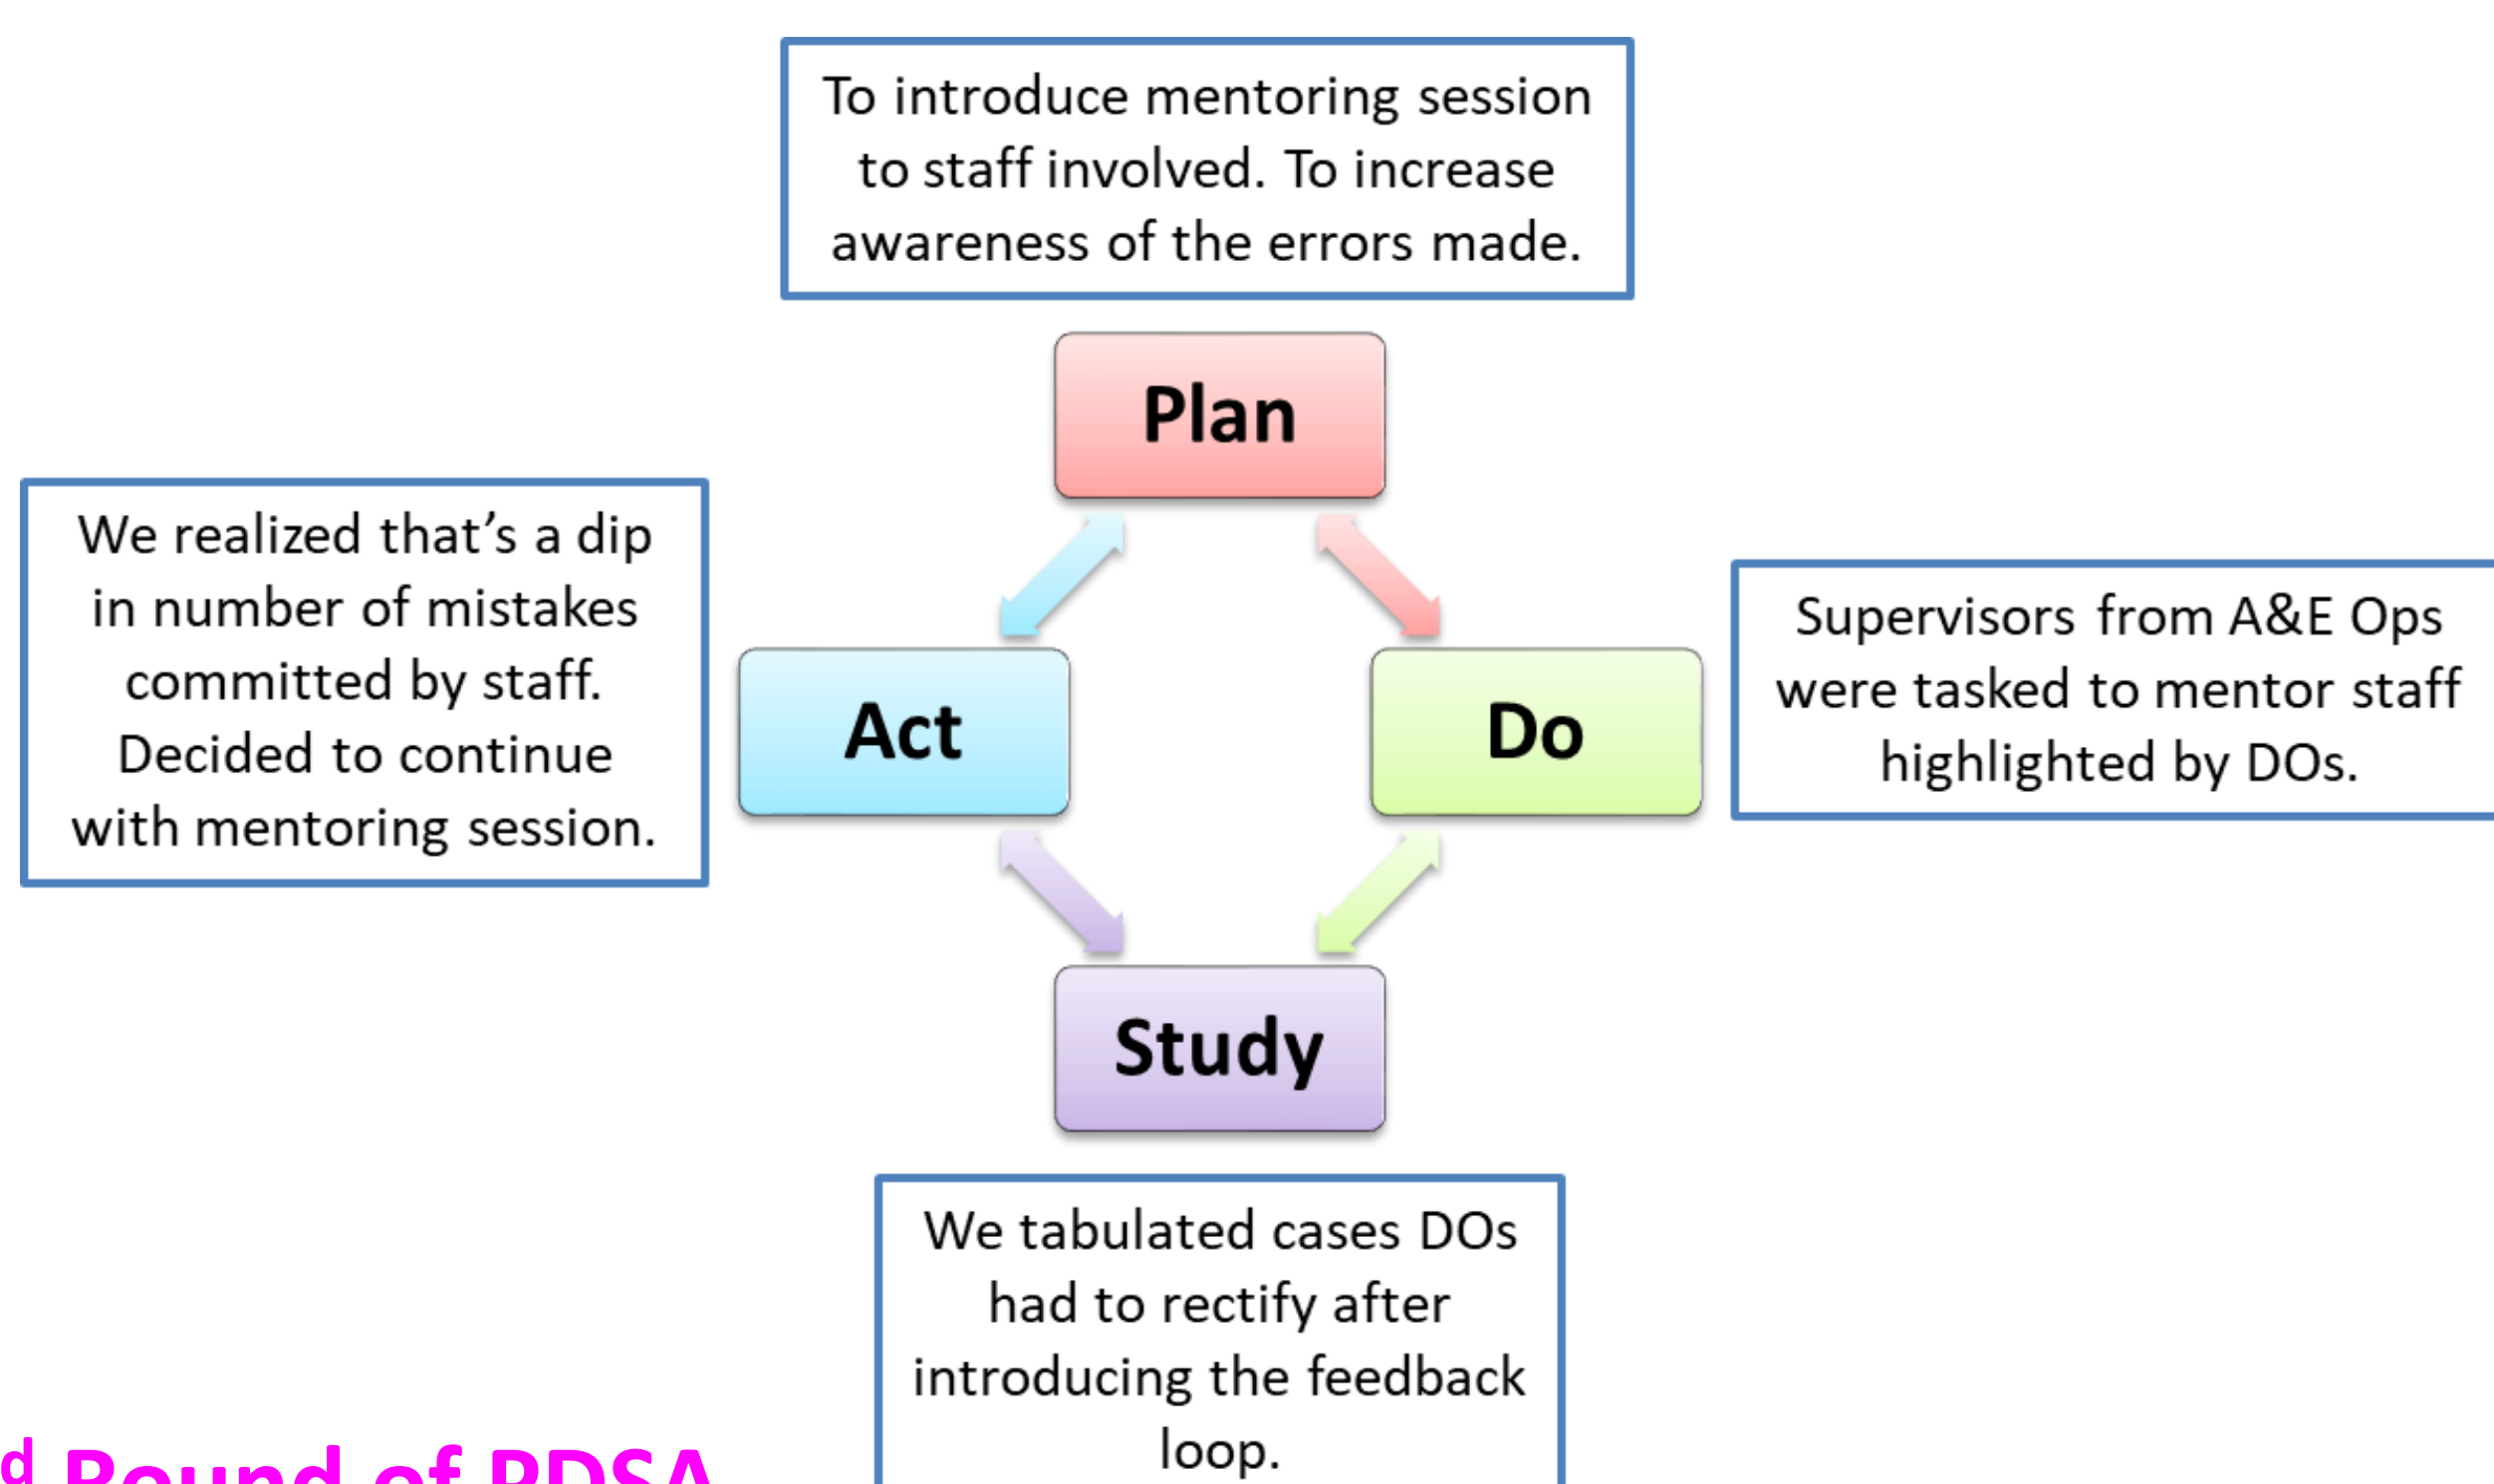 To introduce mentoring session
to staff involved. To increase
awareness of the errors made.
Plan
We realized that’s a dip
in number of mistakes
committed by staff.
Decided to continue
with mentoring session.
Act
Do
Supervisors from A&E Ops
were tasked to mentor staff
highlighted by DOs.
Study
We tabulated cases DOs
had to rectify after
introducing the feedback
loop.
d Round of PDSA